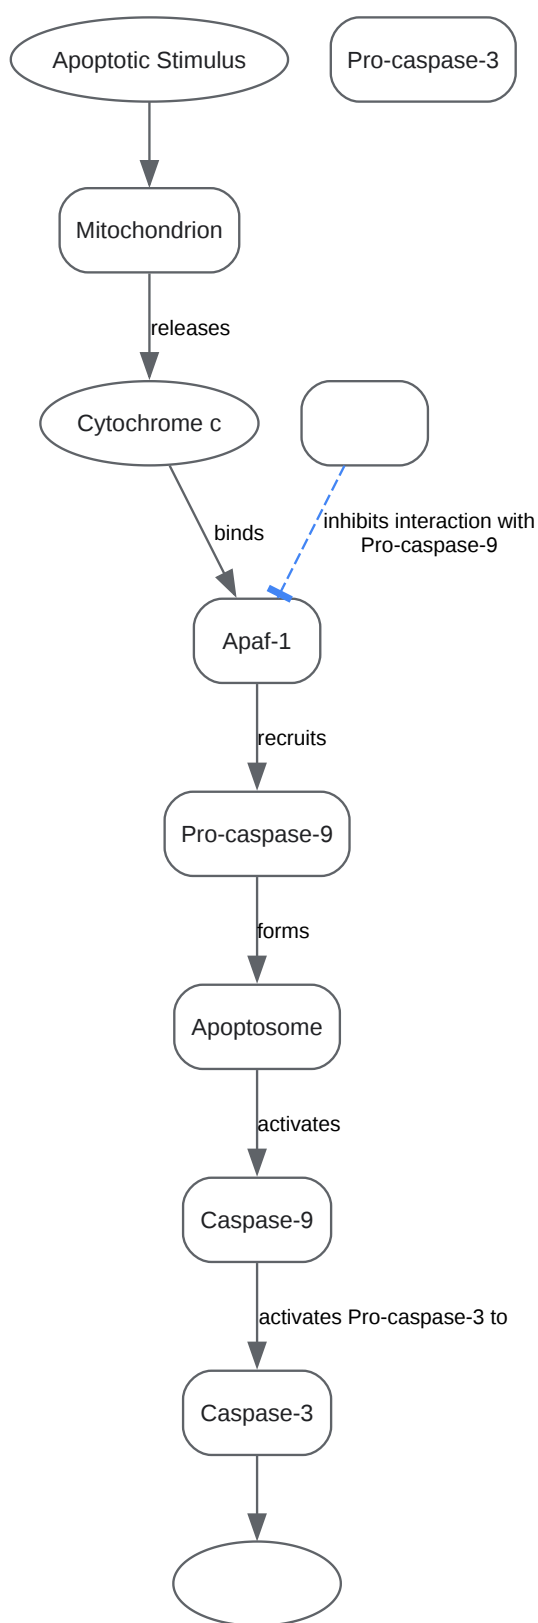 Apoptotic Stimulus
Pro-caspase-3
Mitochondrion
releases
Cytochrome c
binds
inhibits interaction with
Pro-caspase-9
Apaf-1
recruits
Pro-caspase-9
forms
Apoptosome
activates
Caspase-9
activates Pro-caspase-3 to
Caspase-3